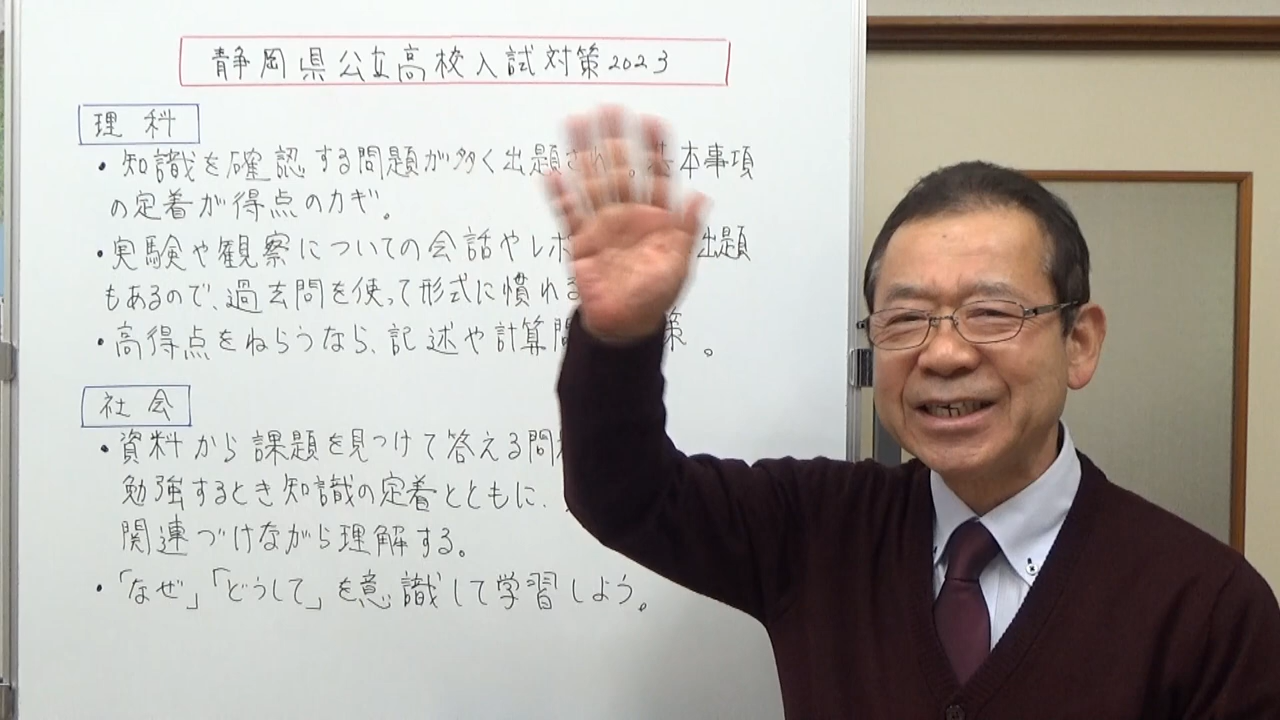 静岡県公立高校入試対策2023
理科
・知識を確認する問題が多く出題さ 。基本事項
の定着が得点のカギ。
・実験や観察についての会話やレポ 出題
もあるので、過去問を使って形式に慣れる
・高得点をねらうなら、記述や計算問 策。
社会
・資料から課題を見つけて答える問
勉強するとき知識の定着とともに、
関連づけながら理解する。
・「なぜ」「どうして」を意識して学習しよう。